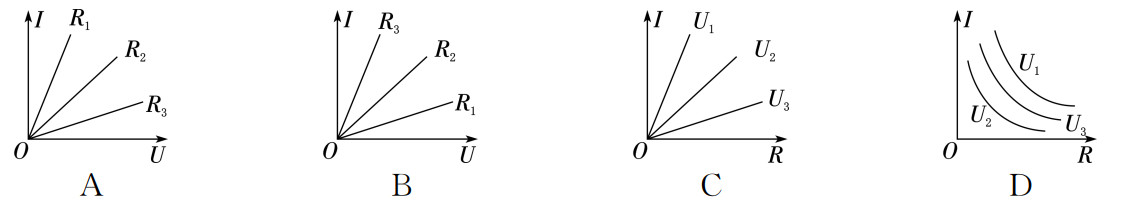 I R₁ R₂ R₃ O U
A
I R₃ R₂ R₁ O U
B
I U₁ U₂ U₃ O R
C
I U₁ U₂ U₃ O R
D